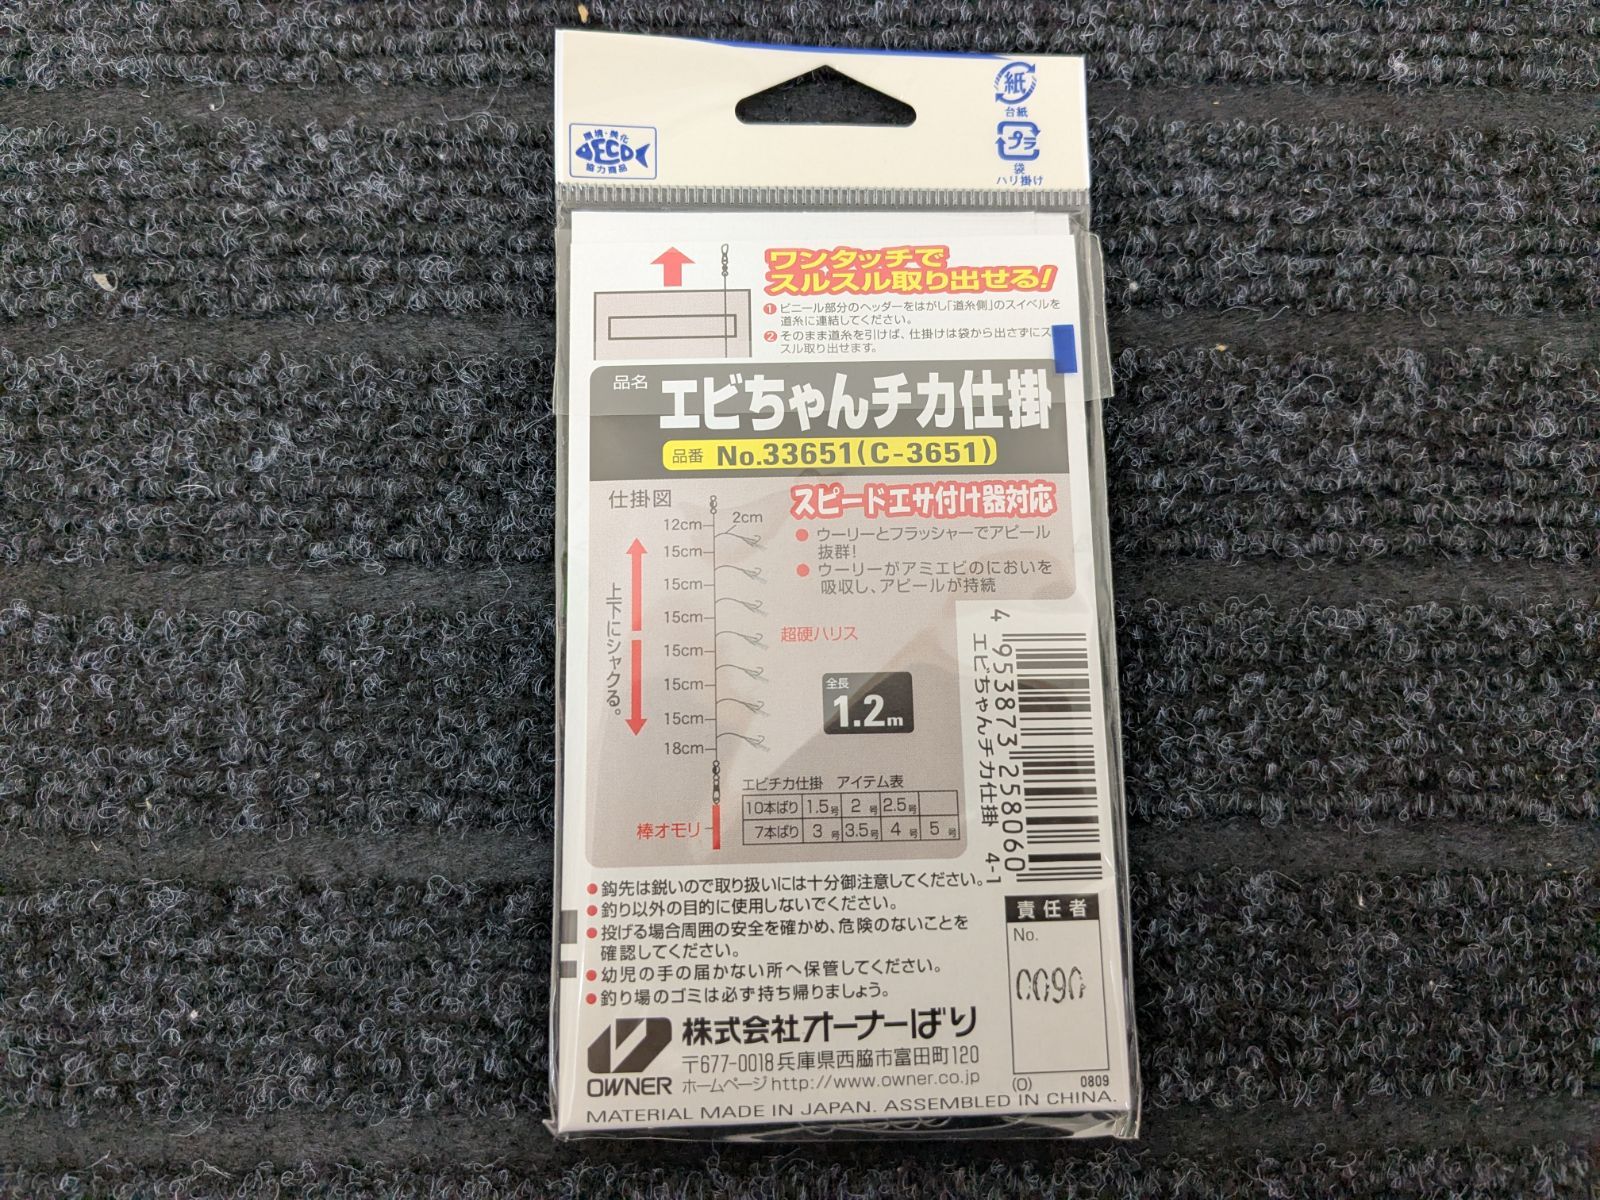 環境・美化
ECO
協力商品
紙
台紙
プラ
袋
ハリ掛け
ワンタッチで
スルスル取り出せる!
1 ビニール部分のヘッダーをはがし「道糸側」のスイベルを
道糸に連結してください。
2 そのまま道糸を引けば、仕掛けは袋から出さずにス
スル取り出せます。
品名 エビちゃんチカ仕掛
品番 No.33651(C-3651)
仕掛図
スピードエサ付け器対応
● ウーリーとフラッシャーでアピール
抜群!
● ウーリーがアミエビのにおいを
吸収し、アピールが持続
12cm
2cm
15cm
15cm
15cm
15cm
15cm
15cm
18cm
上下にシャクる。
超硬ハリス
全長
1.2m
棒オモリ
エビチカ仕掛 アイテム表
10本ばり 1.5号 2号 2.5号
7本ばり 3号 3.5号 4号 5号
4 953873 258060
エビちゃんチカ仕掛 4-1
● 鈎先は鋭いので取り扱いには十分御注意してください。
● 釣り以外の目的に使用しないでください。
● 投げる場合周囲の安全を確かめ、危険のないことを
確認してください。
● 幼児の手の届かない所へ保管してください。
● 釣り場のゴミは必ず持ち帰りましょう。
責任者
No.
0090
(O) 0809
OWNER
株式会社オーナーばり
〒677-0018 兵庫県西脇市富田町120
ホームページ http://www.owner.co.jp
MATERIAL MADE IN JAPAN. ASSEMBLED IN CHINA.